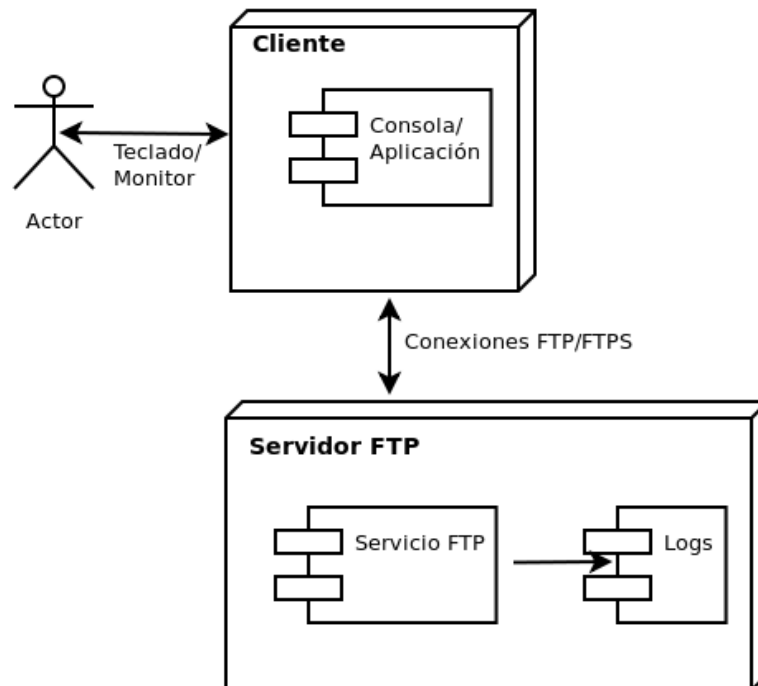 Cliente
Consola/
Aplicación
Teclado/
Monitor
Actor
Conexiones FTP/FTPS
Servidor FTP
Servicio FTP
Logs